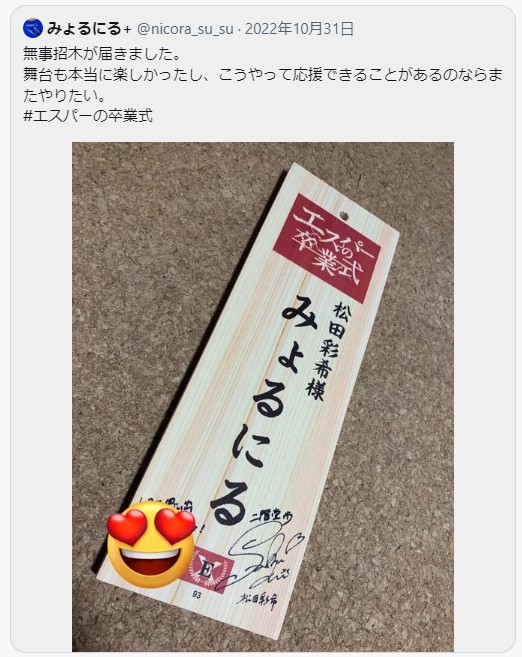 みょるにる+ @nicora_su_su · 2022年10月31日
無事招木が届きました。
舞台も本当に楽しかったし、こうやって応援できることがあるのならま
たやりたい。
#エスパーの卒業式
エスパーの
卒業式
松田彩希様
みょるにる
二階堂
E
93
松田彩希